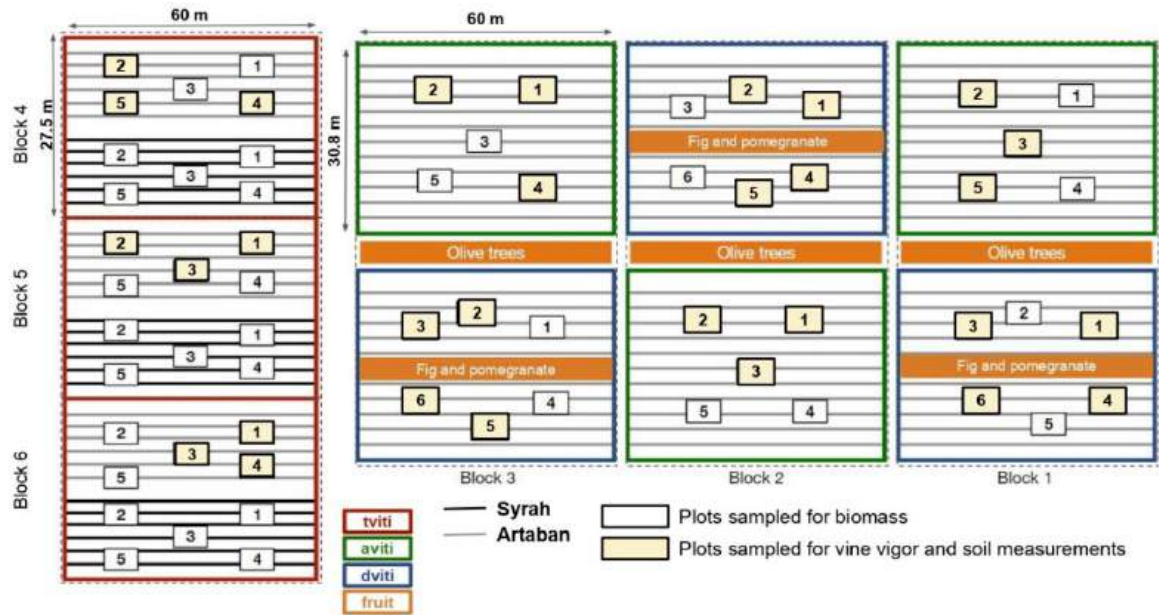 60 m
60 m
Block 4
27.5 m
2
1
3
5
4
2
1
3
5
4
Block 5
2
1
3
5
4
2
1
3
5
4
Block 6
2
1
3
5
4
2
1
3
5
4
30.8 m
2
1
3
5
4
2
3
1
Fig and pomegranate
6
4
5
2
1
3
5
4
Olive trees
Olive trees
Olive trees
2
3
1
Fig and pomegranate
6
4
5
2
1
3
5
4
2
3
1
Fig and pomegranate
6
4
5
Block 3
Block 2
Block 1
tviti
aviti
dviti
fruit
Syrah
Artaban
Plots sampled for biomass
Plots sampled for vine vigor and soil measurements